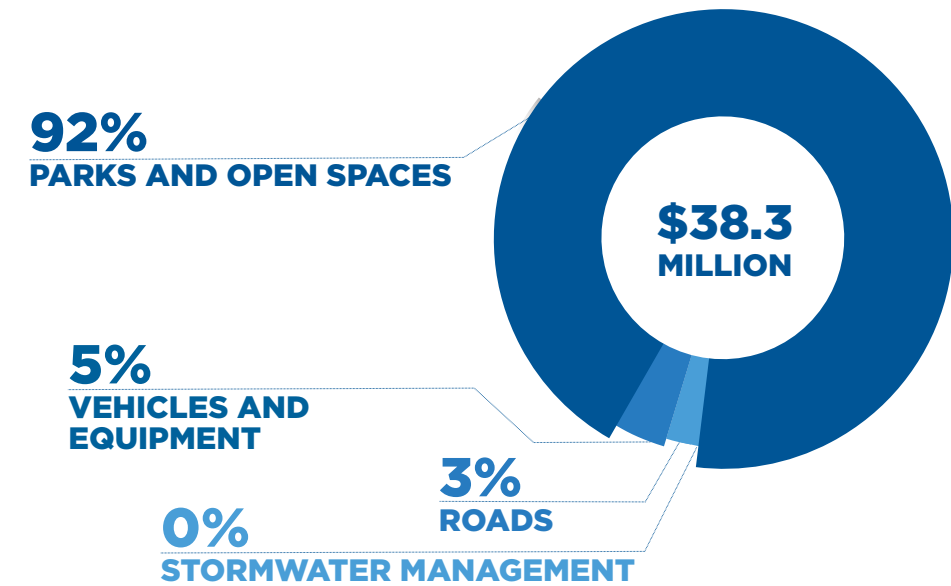 92%
PARKS AND OPEN SPACES
$38.3
MILLION
5%
VEHICLES AND
EQUIPMENT
3%
ROADS
0%
STORMWATER MANAGEMENT